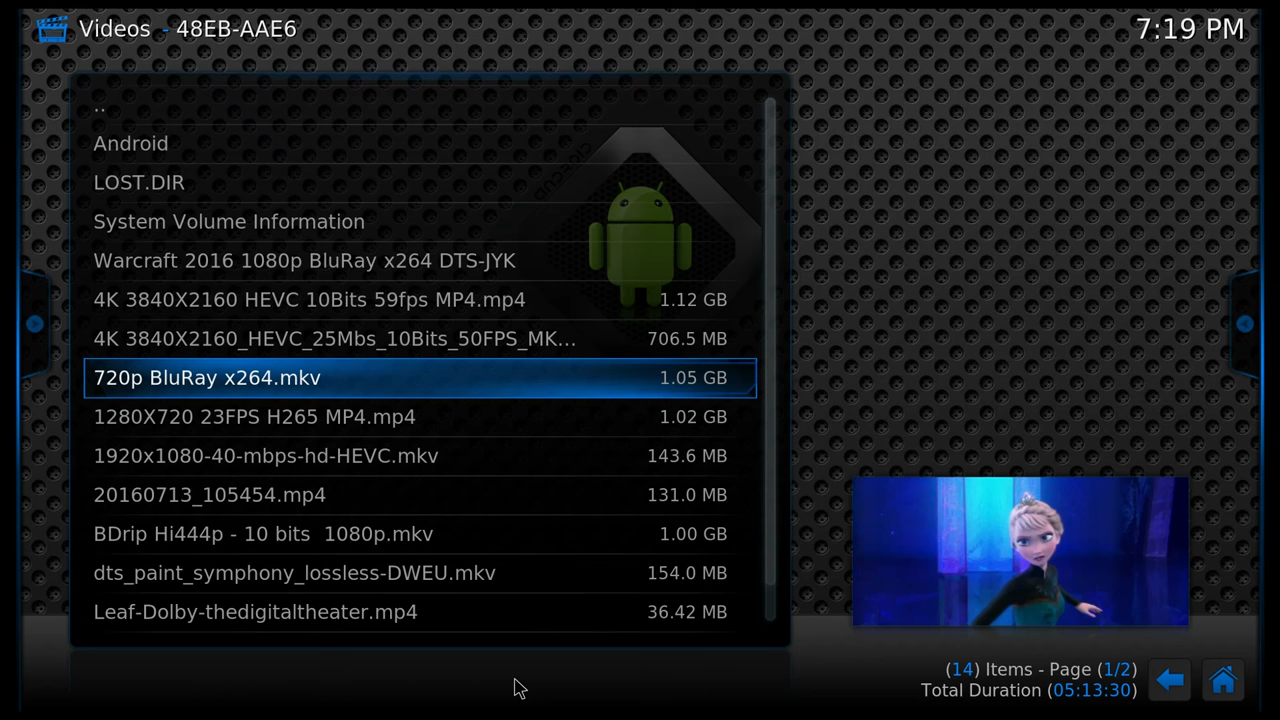 Videos - 48EB-AAE6
7:19 PM
..
Android
LOST.DIR
System Volume Information
Warcraft 2016 1080p BluRay x264 DTS-JYK
4K 3840X2160 HEVC 10Bits 59fps MP4.mp4 1.12 GB
4K 3840X2160_HEVC_25Mbs_10Bits_50FPS_MK... 706.5 MB
720p BluRay x264.mkv 1.05 GB
1280X720 23FPS H265 MP4.mp4 1.02 GB
1920x1080-40-mbps-hd-HEVC.mkv 143.6 MB
20160713_105454.mp4 131.0 MB
BDrip Hi444p - 10 bits  1080p.mkv 1.00 GB
dts_paint_symphony_lossless-DWEU.mkv 154.0 MB
Leaf-Dolby-thedigitaltheater.mp4 36.42 MB
(14) Items - Page (1/2)
Total Duration (05:13:30)